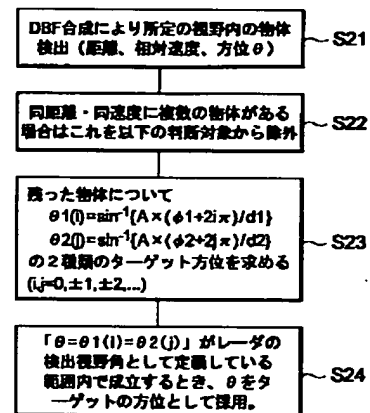 DBF合成により所定の視野内の物体
検出（距離、相対速度、方位θ）
S21
同距離・同速度に複数の物体がある
場合はこれを以下の判断対象から除外
S22
残った物体について
θ1(i)=sin⁻¹{A×(φ1+2iπ)/d1}
θ2(j)=sin⁻¹{A×(φ2+2jπ)/d2}
の２種類のターゲット方位を求める
(i,j=0,±1,±2,...)
S23
「θ=θ1(i)=θ2(j)」がレーダの
検出視野角として定義している
範囲内で成立するとき、θをタ
ーゲットの方位として採用。
S24